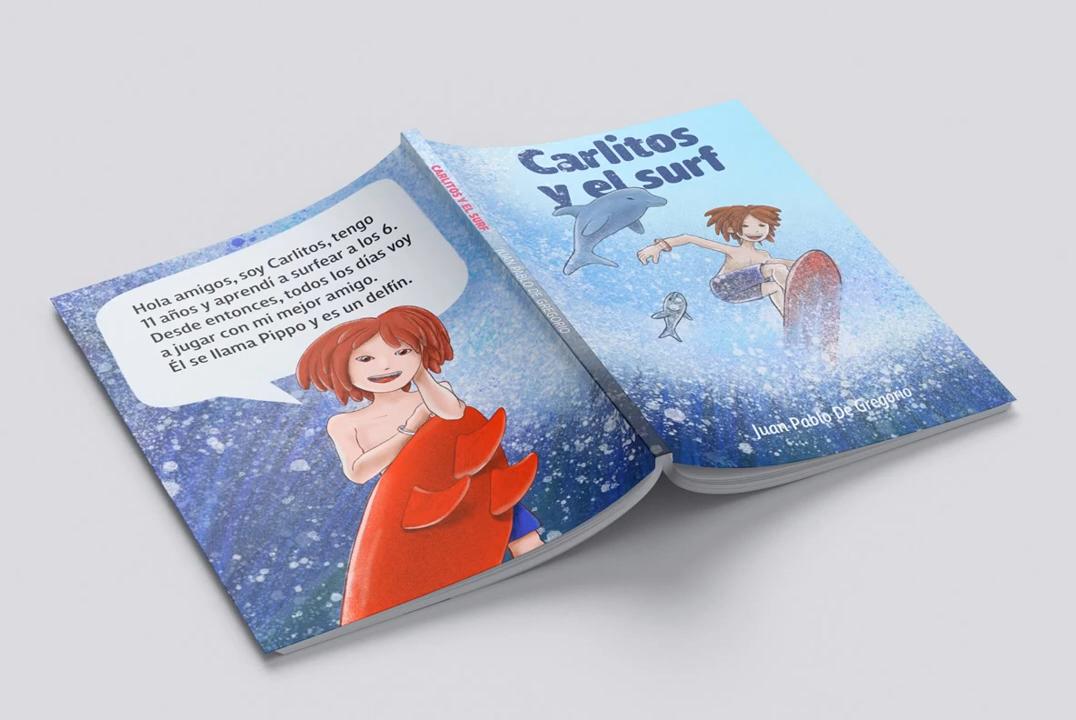 Hola amigos, soy Carlitos, tengo
11 años y aprendí a surfear a los 6.
Desde entonces, todos los días voy
a jugar con mi mejor amigo.
Él se llama Pippo y es un delfín.
CARLITOS Y EL SURF
JUAN PABLO DE GREGORIO
Carlitos
y el surf
Juan Pablo De Gregorio